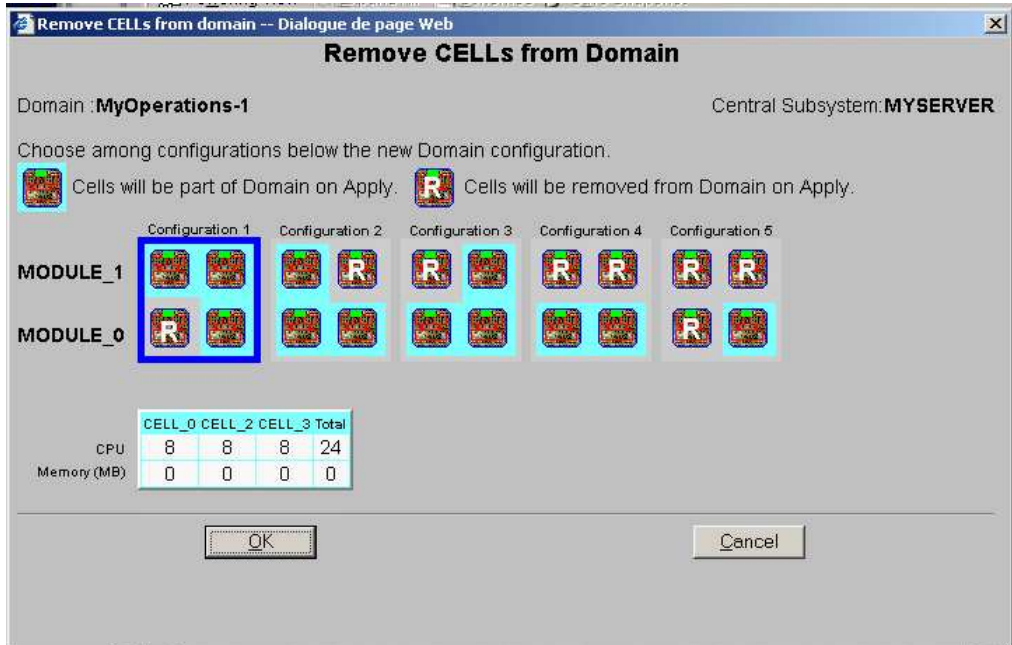 Remove CELLs from domain -- Dialogue de page Web
Remove CELLs from Domain
Domain :MyOperations-1 Central Subsystem:MYSERVER
Choose among configurations below the new Domain configuration.
Cells will be part of Domain on Apply. R Cells will be removed from Domain on Apply.
Configuration 1 Configuration 2 Configuration 3 Configuration 4 Configuration 5
MODULE_1 R R R R R R
MODULE_0 R R
CELL_0 CELL_2 CELL_3 Total
CPU 8 8 8 24
Memory (MB) 0 0 0 0
OK Cancel